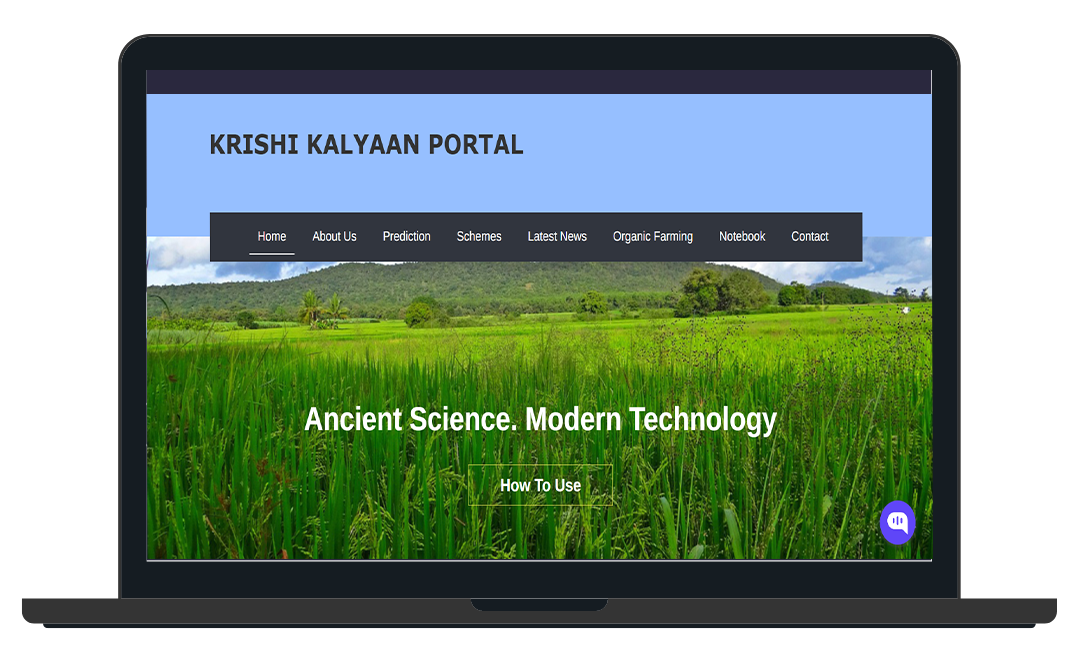 KRISHI KALYAAN PORTAL
Home About Us Prediction Schemes Latest News Organic Farming Notebook Contact
Ancient Science. Modern Technology
How To Use